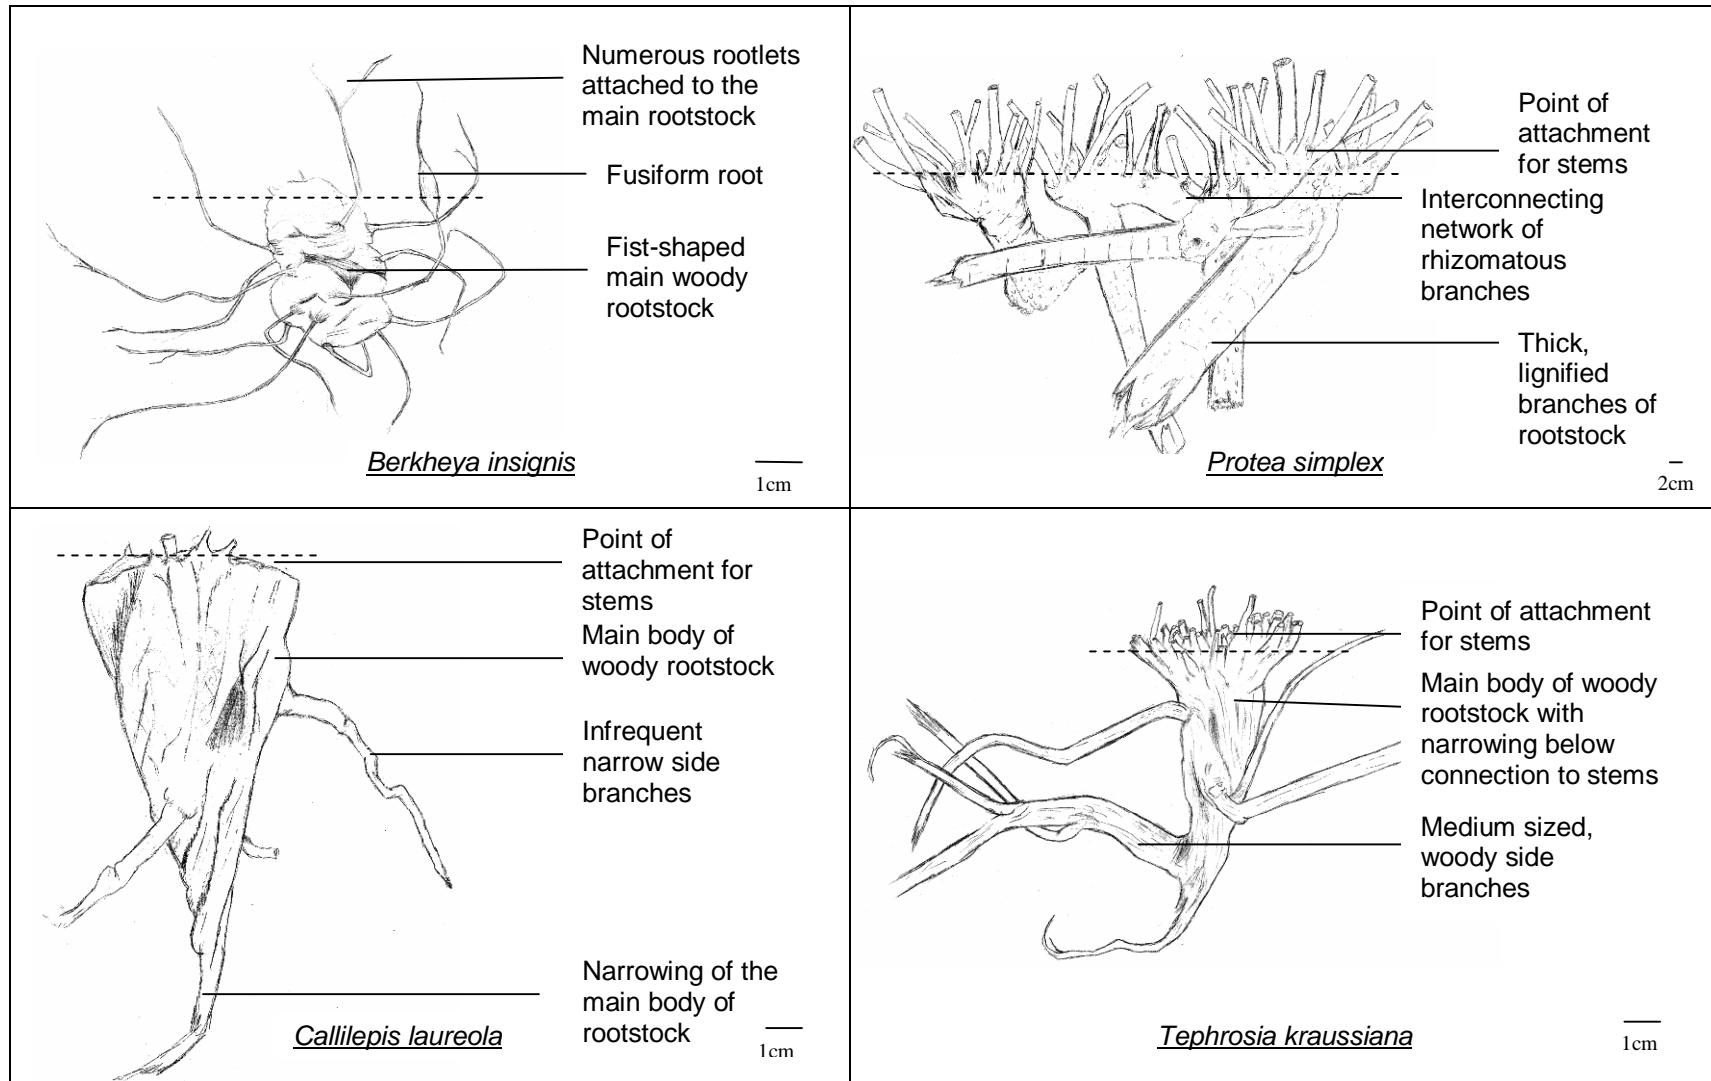 Numerous rootlets
attached to the
main rootstock
Fusiform root
Fist-shaped
main woody
rootstock
Berkheya insignis
1cm
Point of
attachment
for stems
Interconnecting
network of
rhizomatous
branches
Thick,
lignified
branches of
rootstock
Protea simplex
2cm
Point of
attachment for
stems
Main body of
woody rootstock
Infrequent
narrow side
branches
Narrowing of the
main body of
rootstock
Callilepis laureola
1cm
Point of attachment
for stems
Main body of woody
rootstock with
narrowing below
connection to stems
Medium sized,
woody side
branches
Tephrosia kraussiana
1cm